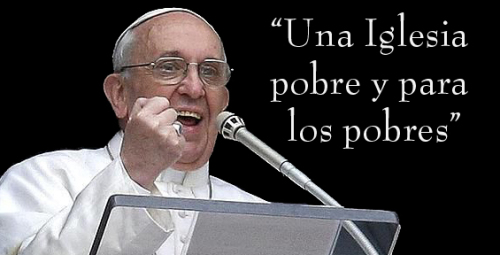 “Una Iglesia
pobre y para
los pobres”